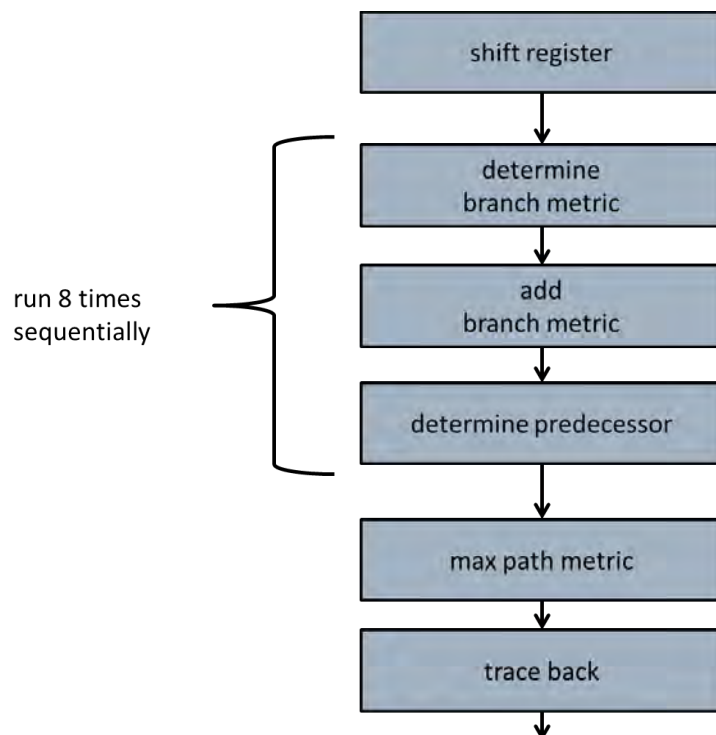 shift register
determine
branch metric
run 8 times
sequentially
add
branch metric
determine predecessor
max path metric
trace back